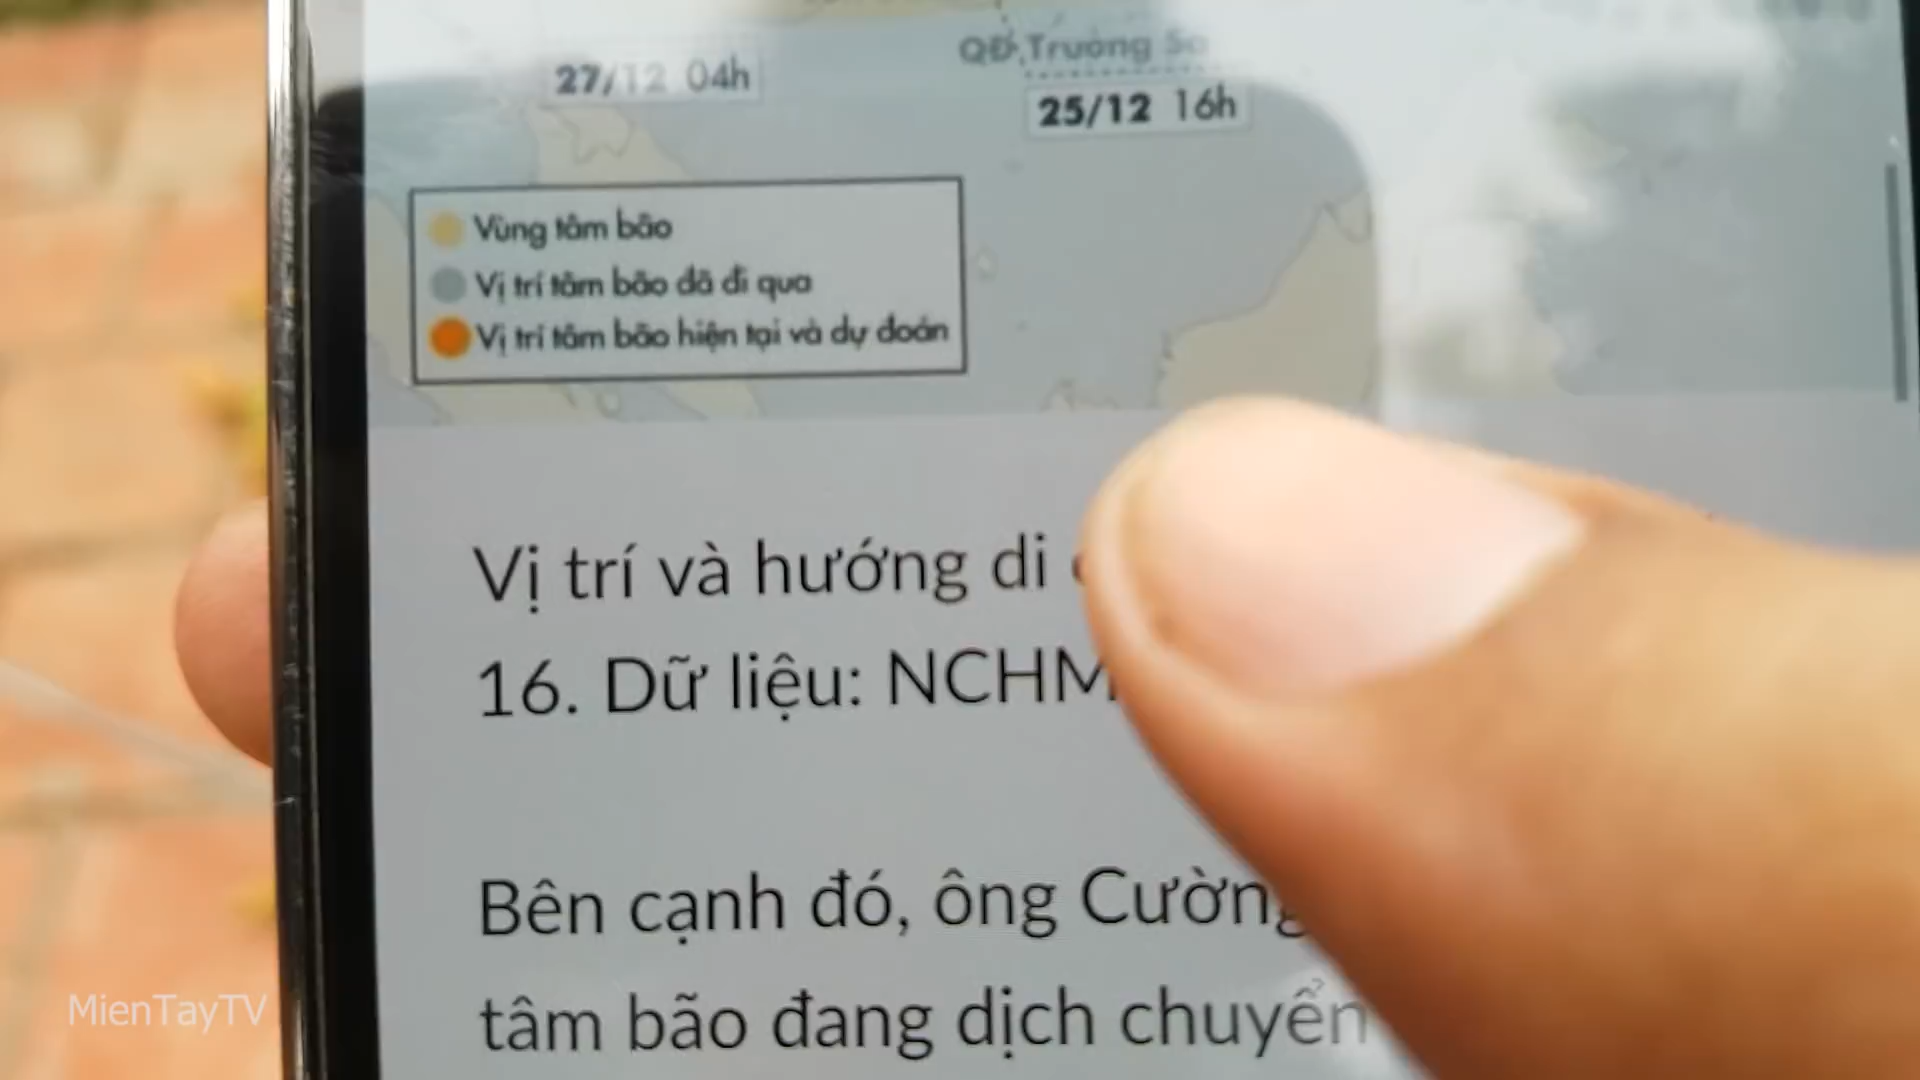 27/12 04h
QĐ.Trường Sa
25/12 16h
Vùng tâm bão
Vị trí tâm bão đã đi qua
Vị trí tâm bão hiện tại và dự đoán
Vị trí và hướng di
16. Dữ liệu: NCHM
Bên cạnh đó, ông Cường
tâm bão đang dịch chuyển
MienTayTV